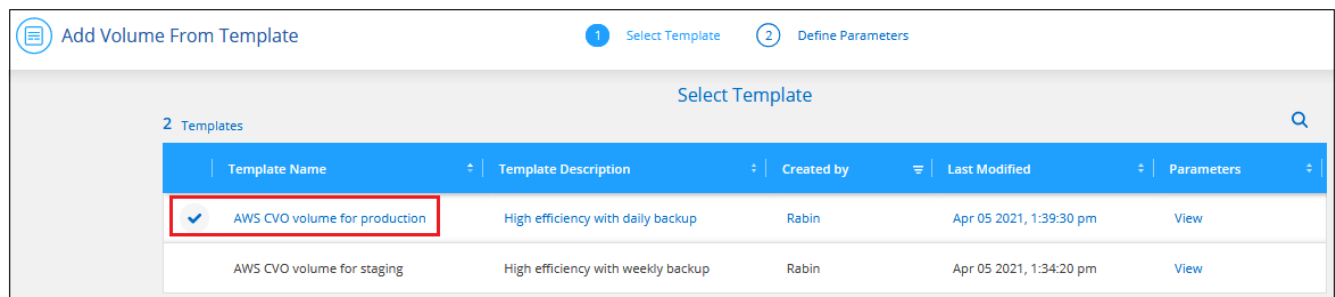 Add Volume From Template
1 Select Template 2 Define Parameters
Select Template
2 Templates
Template Name Template Description Created by Last Modified Parameters
AWS CVO volume for production High efficiency with daily backup Rabin Apr 05 2021, 1:39:30 pm View
AWS CVO volume for staging High efficiency with weekly backup Rabin Apr 05 2021, 1:34:20 pm View